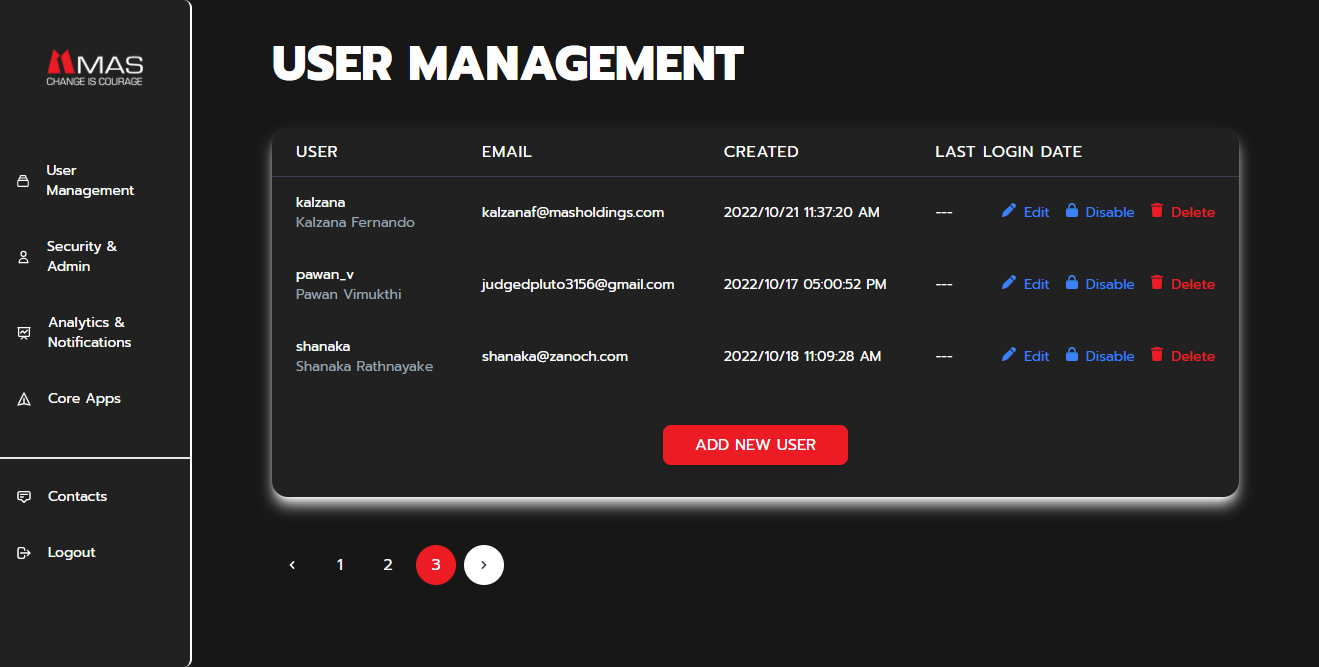 MAS
CHANGE IS COURAGE
User
Management
Security &
Admin
Analytics &
Notifications
Core Apps
Contacts
Logout
USER MANAGEMENT
USER EMAIL CREATED LAST LOGIN DATE
kalzana
Kalzana Fernando
kalzanaf@masholdings.com 2022/10/21 11:37:20 AM --- Edit Disable Delete
pawan_v
Pawan Vimukthi
judgedpluto3156@gmail.com 2022/10/17 05:00:52 PM --- Edit Disable Delete
shanaka
Shanaka Rathnayake
shanaka@zanoch.com 2022/10/18 11:09:28 AM --- Edit Disable Delete
ADD NEW USER
‹ 1 2 3 ›